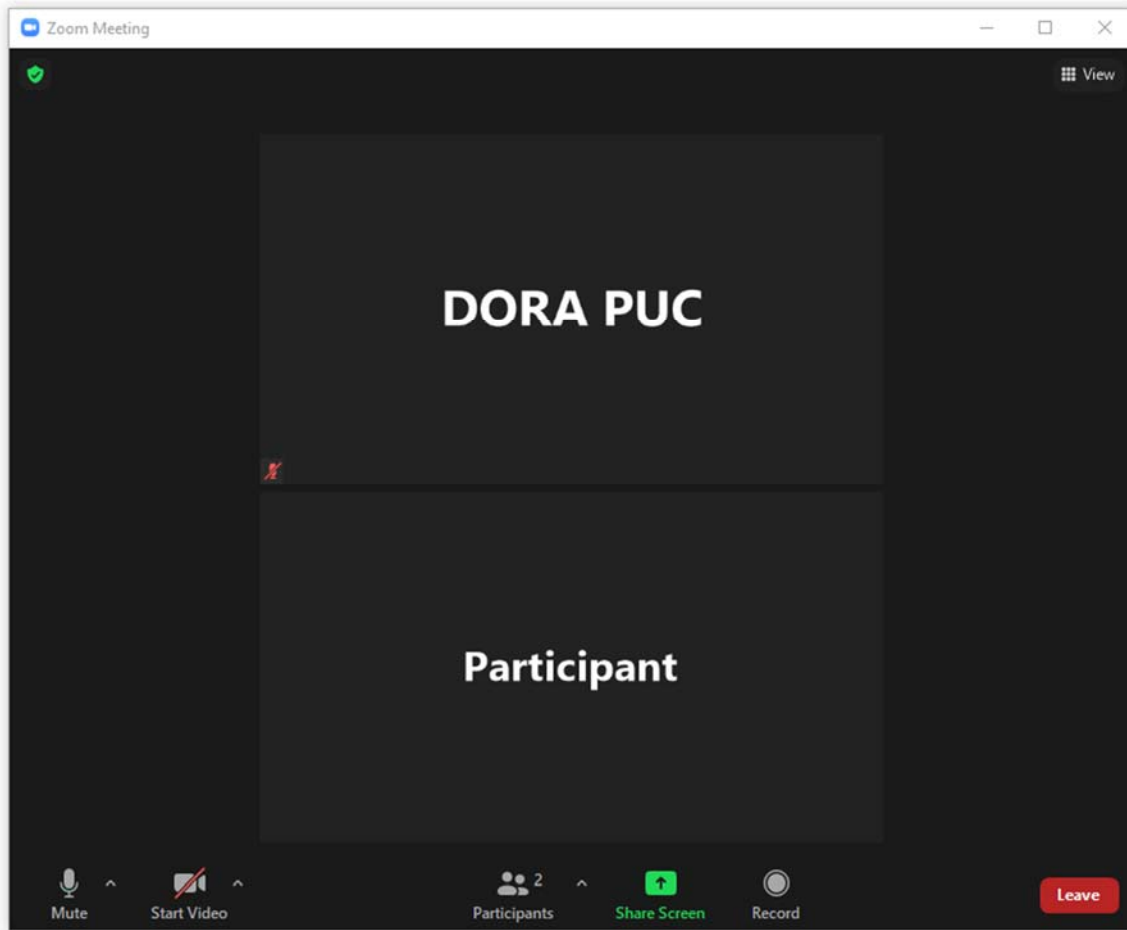 Zoom Meeting
View
DORA PUC
Participant
Mute
Start Video
2
Participants
Share Screen
Record
Leave